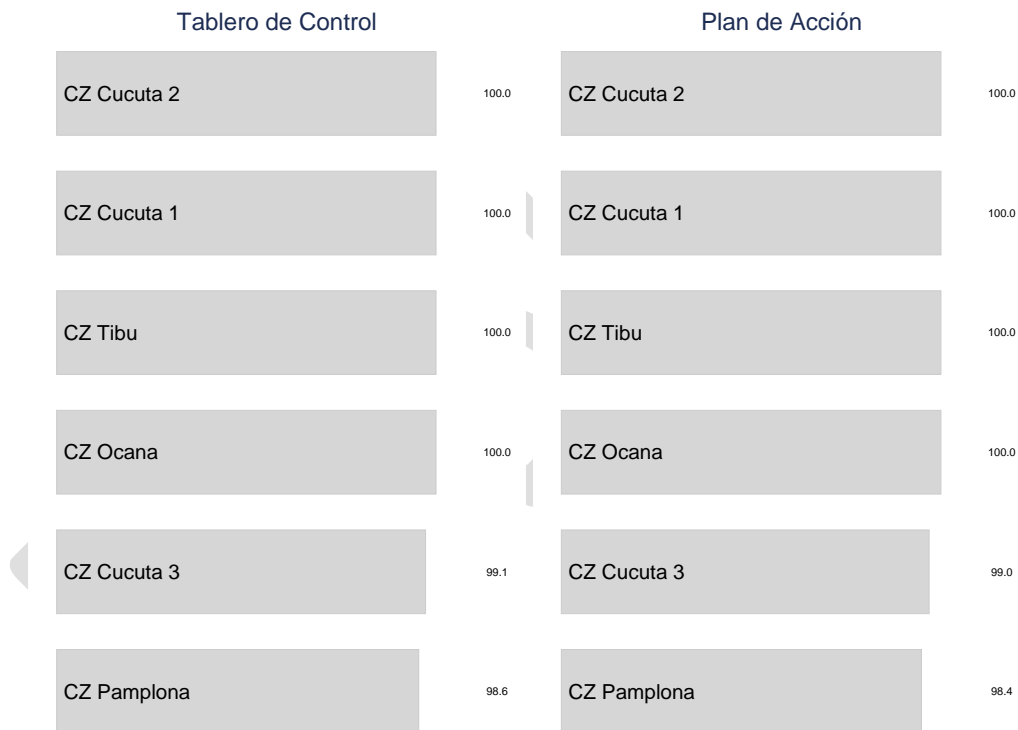 Tablero de Control
CZ Cucuta 2 100.0
CZ Cucuta 1 100.0
CZ Tibu 100.0
CZ Ocana 100.0
CZ Cucuta 3 99.1
CZ Pamplona 98.6
Plan de Acción
CZ Cucuta 2 100.0
CZ Cucuta 1 100.0
CZ Tibu 100.0
CZ Ocana 100.0
CZ Cucuta 3 99.0
CZ Pamplona 98.4